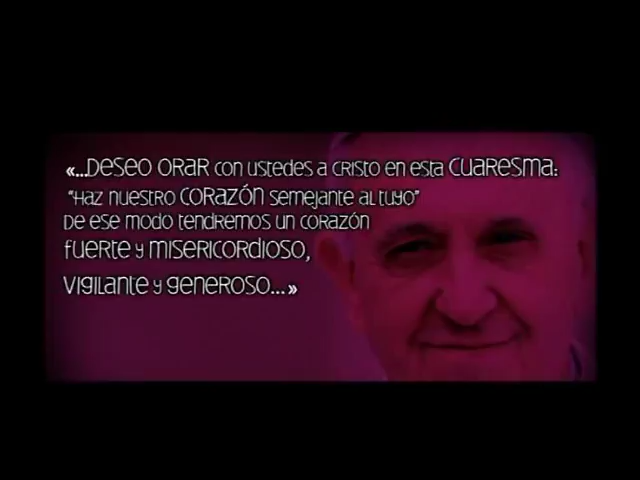 «...Deseo orar con ustedes a Cristo en esta Cuaresma:
"Haz nuestro corazón semejante al tuyo"
De ese modo tendremos un corazón
fuerte y misericordioso,
vigilante y generoso...»